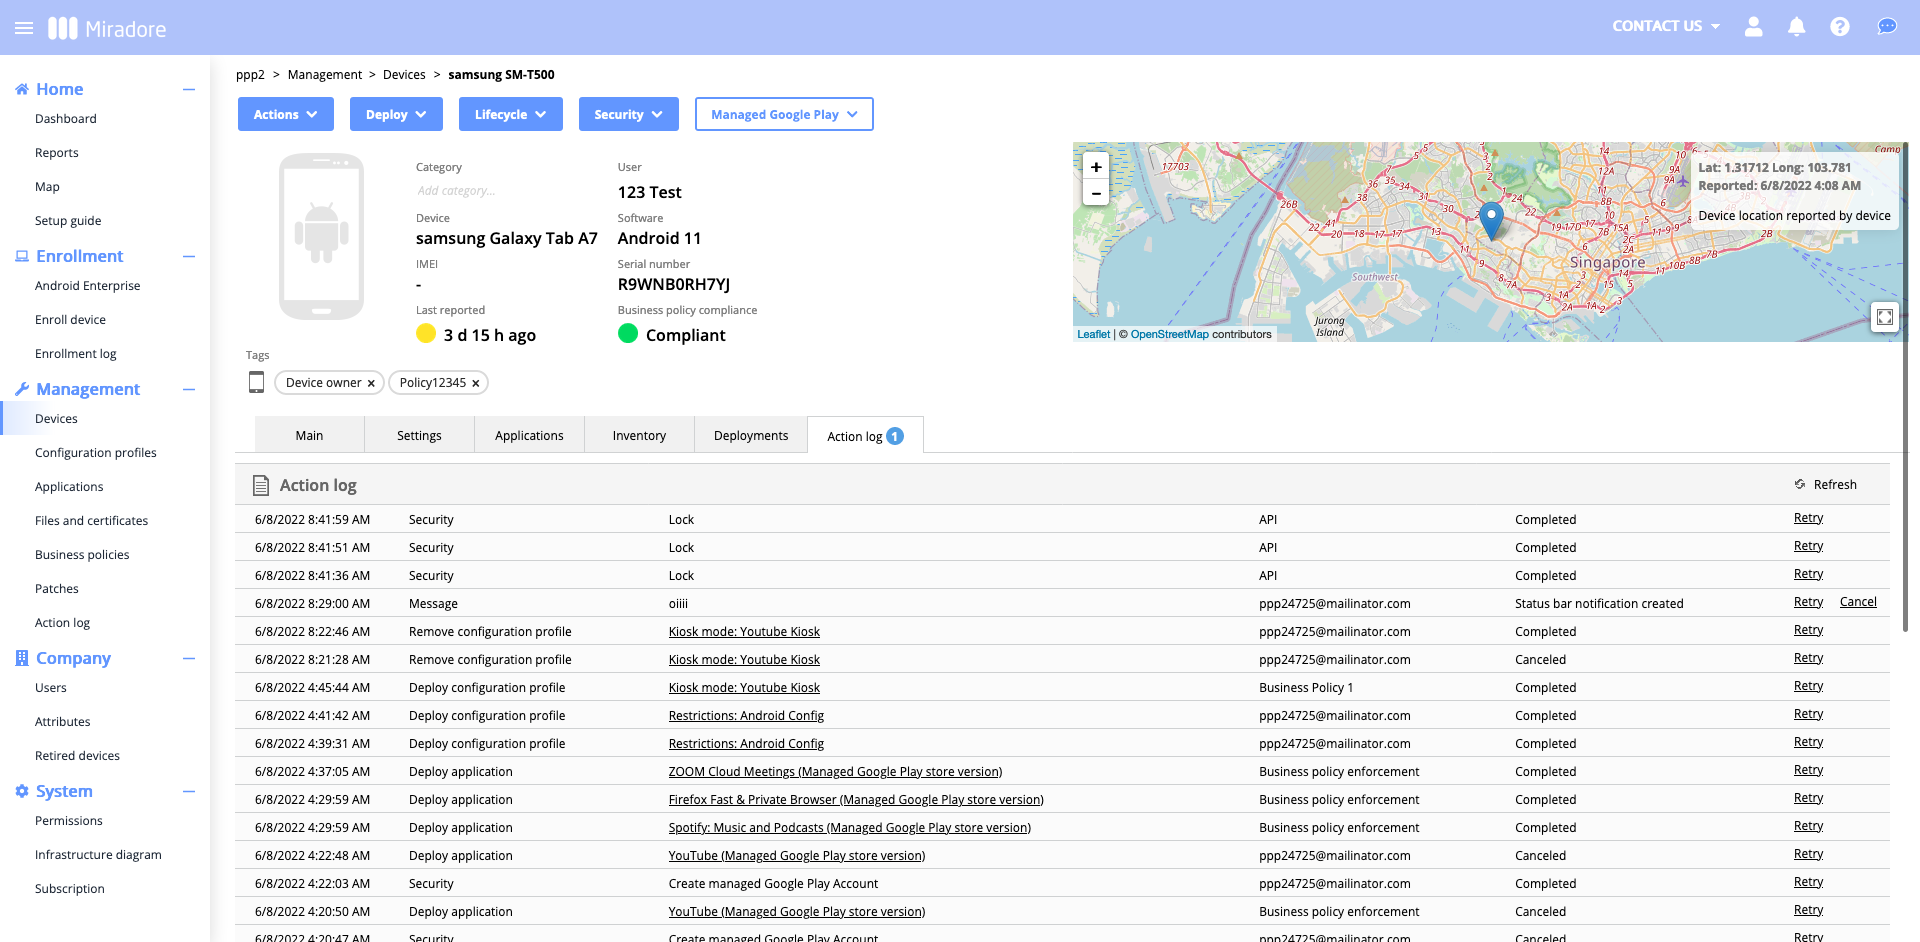 Miradore
CONTACT US
Home
Dashboard
Reports
Map
Setup guide
Enrollment
Android Enterprise
Enroll device
Enrollment log
Management
Devices
Configuration profiles
Applications
Files and certificates
Business policies
Patches
Action log
Company
Users
Attributes
Retired devices
System
Permissions
Infrastructure diagram
Subscription
ppp2 > Management > Devices > samsung SM-T500
Actions Deploy Lifecycle Security Managed Google Play
Category
Add category...
User
123 Test
Device
samsung Galaxy Tab A7
Software
Android 11
IMEI
-
Serial number
R9WNB0RH7YJ
Last reported
3 d 15 h ago
Business policy compliance
Compliant
+
−
Lat: 1.31712 Long: 103.781
Reported: 6/8/2022 4:08 AM
Device location reported by device
Singapore
Southwest
Jurong
Island
Leaflet | © OpenStreetMap contributors
Tags
Device owner × Policy12345 ×
Main Settings Applications Inventory Deployments Action log 1
Action log Refresh
6/8/2022 8:41:59 AM Security Lock API Completed Retry
6/8/2022 8:41:51 AM Security Lock API Completed Retry
6/8/2022 8:41:36 AM Security Lock API Completed Retry
6/8/2022 8:29:00 AM Message oiiii ppp24725@mailinator.com Status bar notification created Retry Cancel
6/8/2022 8:22:46 AM Remove configuration profile Kiosk mode: Youtube Kiosk ppp24725@mailinator.com Completed Retry
6/8/2022 8:21:28 AM Remove configuration profile Kiosk mode: Youtube Kiosk ppp24725@mailinator.com Canceled Retry
6/8/2022 4:45:44 AM Deploy configuration profile Kiosk mode: Youtube Kiosk Business Policy 1 Completed Retry
6/8/2022 4:41:42 AM Deploy configuration profile Restrictions: Android Config ppp24725@mailinator.com Completed Retry
6/8/2022 4:39:31 AM Deploy configuration profile Restrictions: Android Config ppp24725@mailinator.com Completed Retry
6/8/2022 4:37:05 AM Deploy application ZOOM Cloud Meetings (Managed Google Play store version) Business policy enforcement Completed Retry
6/8/2022 4:29:59 AM Deploy application Firefox Fast & Private Browser (Managed Google Play store version) Business policy enforcement Completed Retry
6/8/2022 4:29:59 AM Deploy application Spotify: Music and Podcasts (Managed Google Play store version) Business policy enforcement Completed Retry
6/8/2022 4:22:48 AM Deploy application YouTube (Managed Google Play store version) ppp24725@mailinator.com Canceled Retry
6/8/2022 4:22:03 AM Security Create managed Google Play Account ppp24725@mailinator.com Completed Retry
6/8/2022 4:20:50 AM Deploy application YouTube (Managed Google Play store version) Business policy enforcement Canceled Retry
6/8/2022 4:20:47 AM Security Create managed Google Play Account ppp24725@mailinator.com Canceled Retry